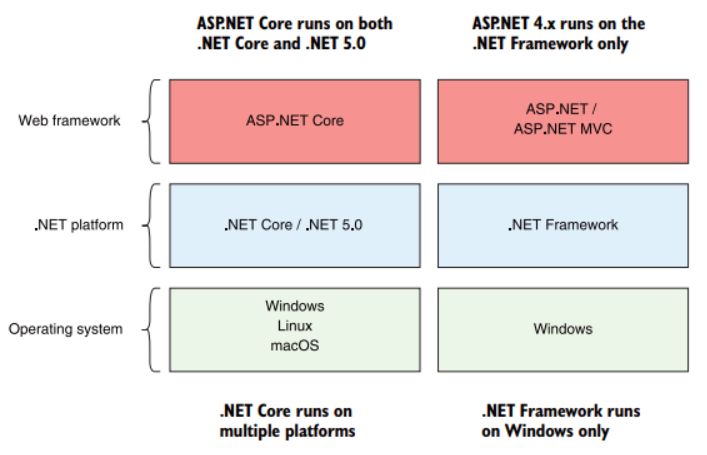 ASP.NET Core runs on both
.NET Core and .NET 5.0
ASP.NET 4.x runs on the
.NET Framework only
Web framework
ASP.NET Core
ASP.NET /
ASP.NET MVC
.NET platform
.NET Core / .NET 5.0
.NET Framework
Operating system
Windows
Linux
macOS
Windows
.NET Core runs on
multiple platforms
.NET Framework runs
on Windows only